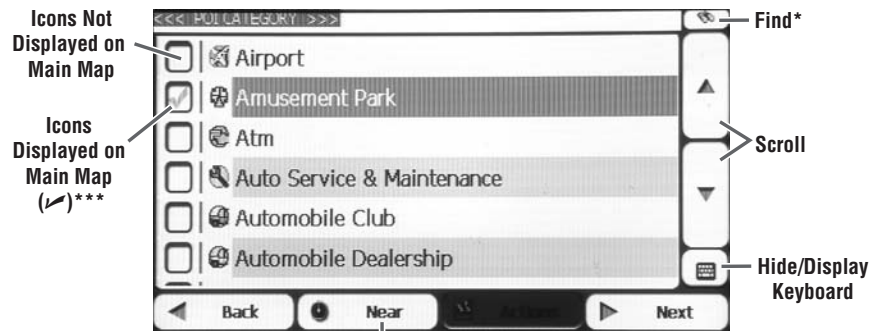 Icons Not
Displayed on
Main Map
Icons
Displayed on
Main Map
(✓)***
<<< POI CATEGORY >>>
Airport
Amusement Park
Atm
Auto Service & Maintenance
Automobile Club
Automobile Dealership
Back
Near
Actions
Next
Find*
Scroll
Hide/Display
Keyboard